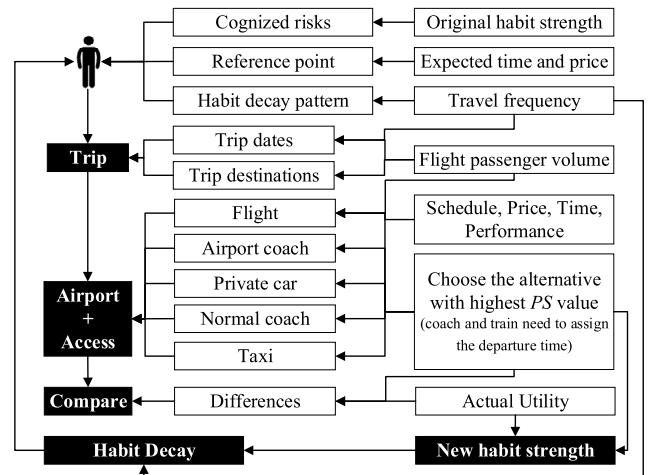 Cognized risks
Original habit strength
Reference point
Expected time and price
Habit decay pattern
Travel frequency
Trip
Trip dates
Trip destinations
Flight passenger volume
Flight
Schedule, Price, Time,
Performance
Airport coach
Private car
Normal coach
Taxi
Airport
+
Access
Choose the alternative
with highest PS value
(coach and train need to assign
the departure time)
Compare
Differences
Actual Utility
Habit Decay
New habit strength